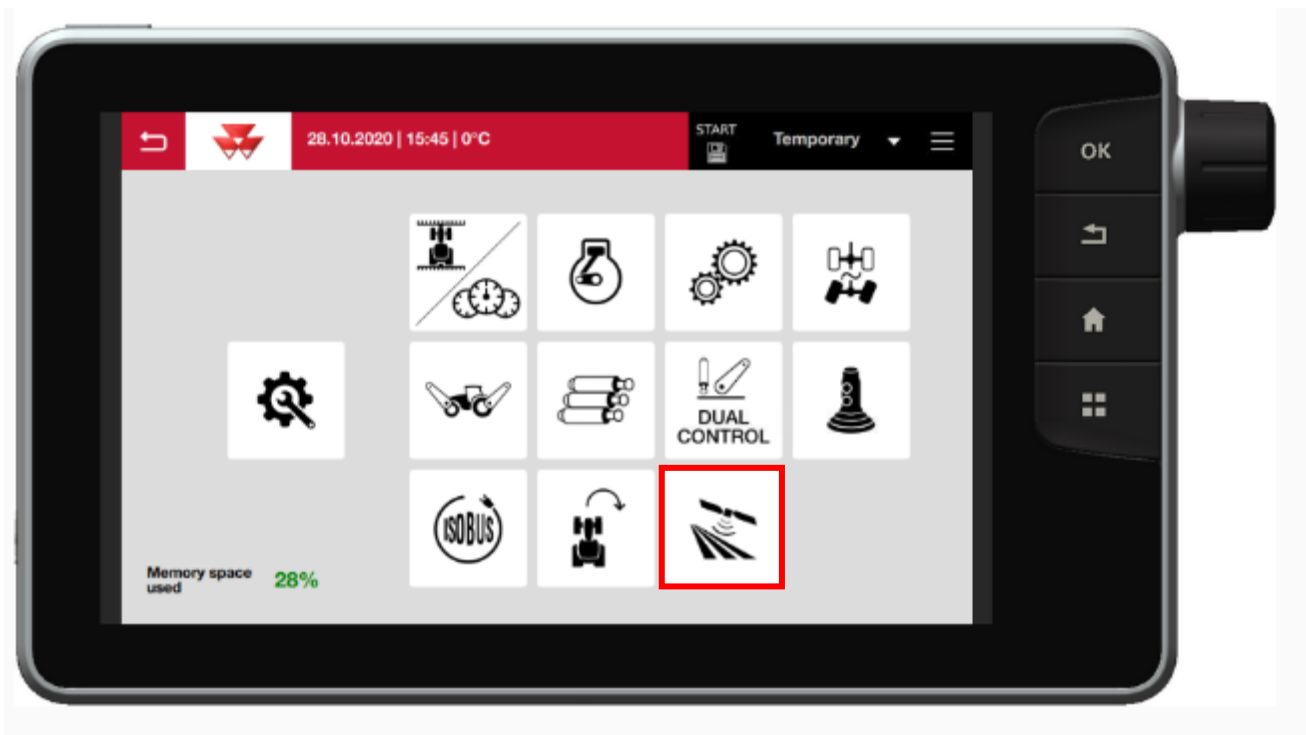 28.10.2020 | 15:45 | 0°C
START
Temporary
OK
DUAL
CONTROL
ISOBUS
Memory space
used
28%